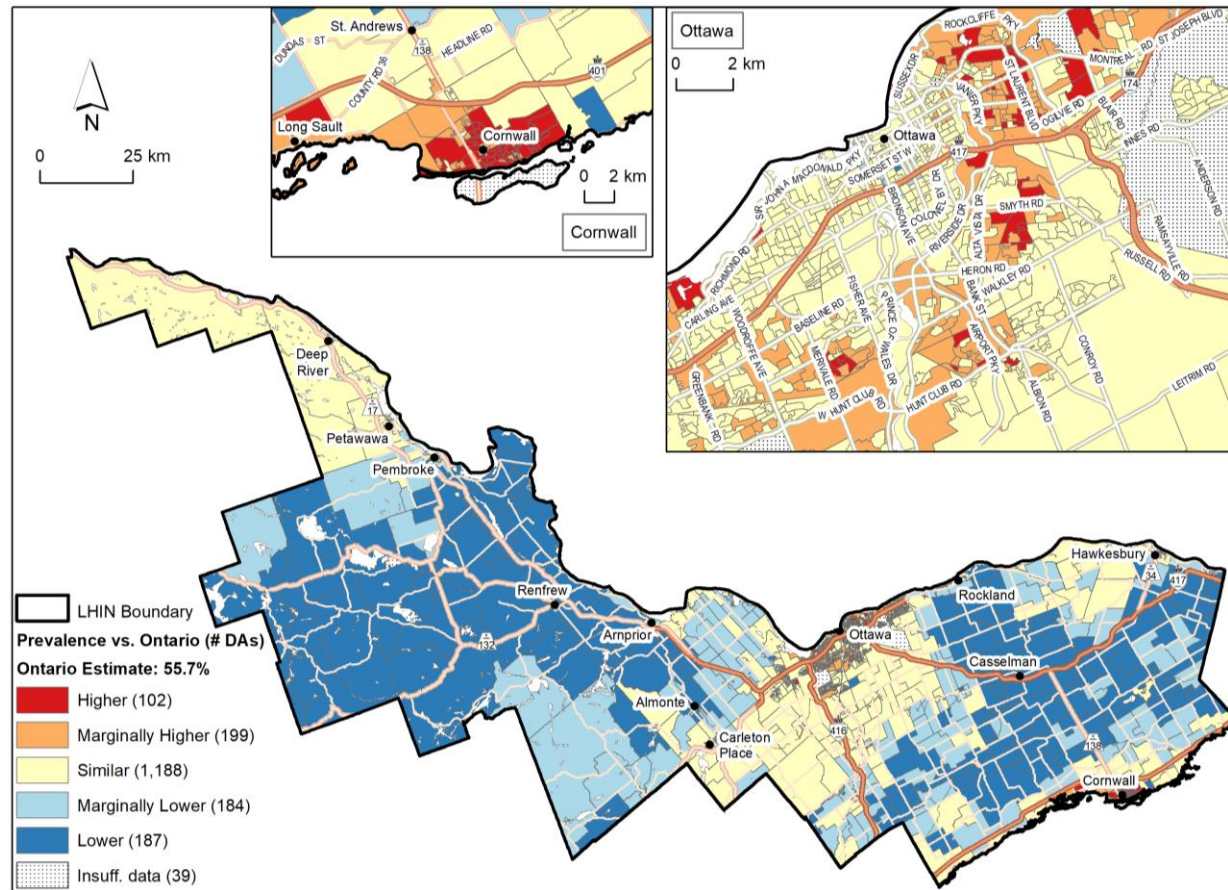 DUNDAS ST
St. Andrews
138
HEADLINE RD
COUNTY RD 36
401
Long Sault
Cornwall
0 2 km
Cornwall
Ottawa
0 2 km
ROCKCLIFFE PKY
SUSSEX DR
ST LAURENT BLVD
MONTREAL RD
ST JOSEPH BLVD
174
VANIER PKY
OGILVIE RD
BLAIR RD
INNES RD
Ottawa
417
ANDERSON RD
SIR JOHN A MACDONALD PKY
SOMERSET ST W
BRONSON AVE
COLONEL BY DR
RIVERSIDE DR
ALTA VISTA DR
SMYTH RD
RAMSAYVILLE RD
RUSSELL RD
RICHMOND RD
CARLING AVE
HERON RD
WALKLEY RD
WOODROFFE AVE
BASELINE RD
FISHER AVE
PRINCE OF WALES DR
BANK ST
AIRPORT PKY
CONROY RD
MERIVALE RD
GREENBANK RD
W HUNT CLUB RD
HUNT CLUB RD
ALBION RD
LEITRIM RD
N
0 25 km
Deep
River
17
Petawawa
Pembroke
Renfrew
132
Arnprior
Almonte
Carleton
Place
Ottawa
416
Rockland
Hawkesbury
34
417
Casselman
138
Cornwall
LHIN Boundary
Prevalence vs. Ontario (# DAs)
Ontario Estimate: 55.7%
Higher (102)
Marginally Higher (199)
Similar (1,188)
Marginally Lower (184)
Lower (187)
Insuff. data (39)